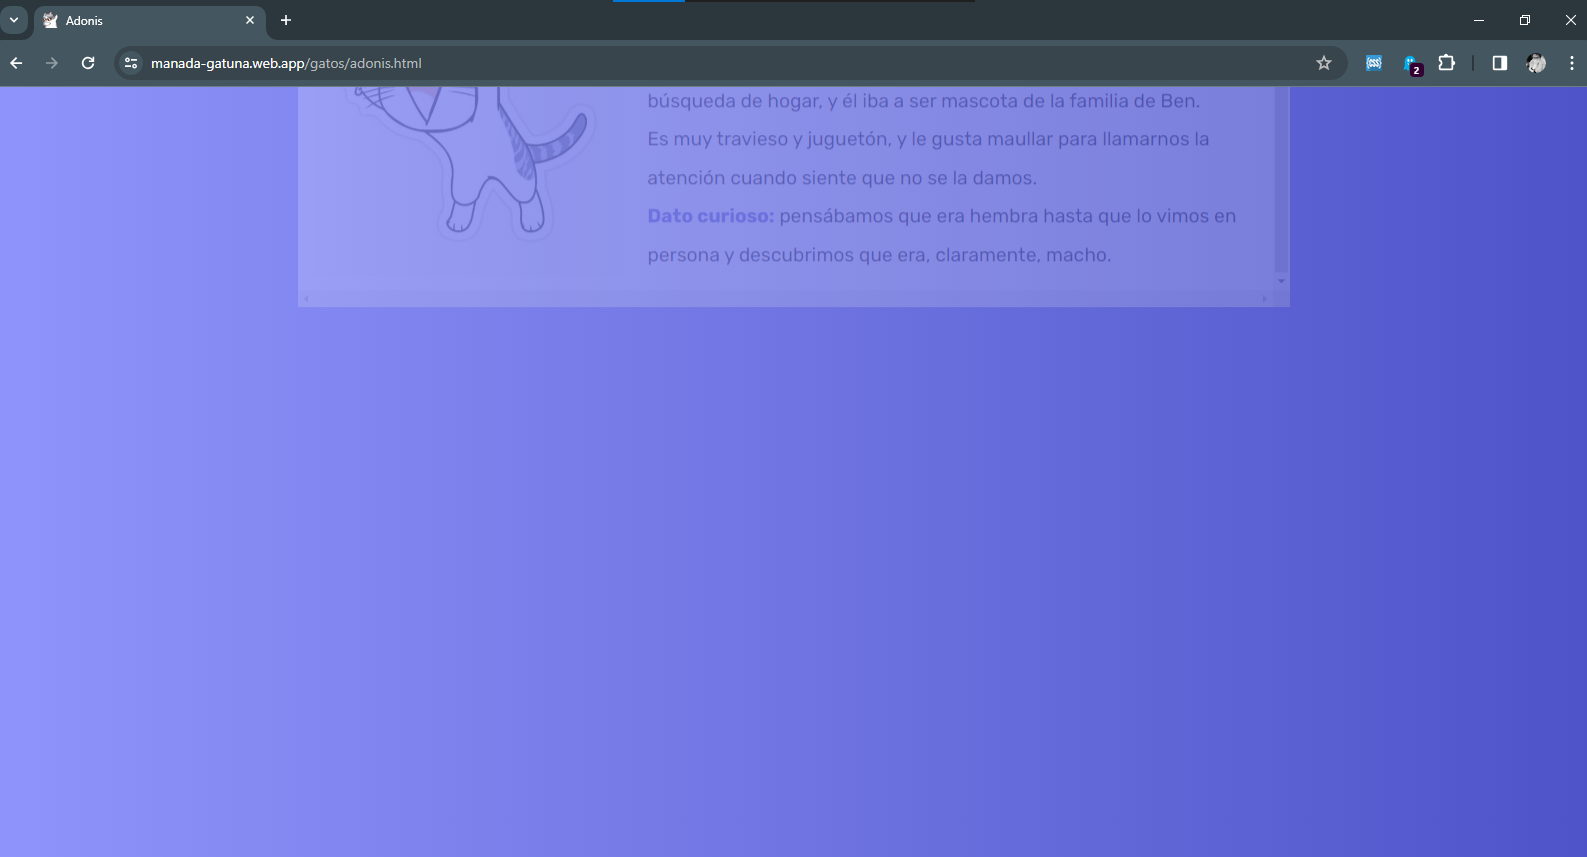 Adonis
manada-gatuna.web.app/gatos/adonis.html
CSS
2
búsqueda de hogar, y él iba a ser mascota de la familia de Ben.
Es muy travieso y juguetón, y le gusta maullar para llamarnos la
atención cuando siente que no se la damos.
Dato curioso: pensábamos que era hembra hasta que lo vimos en
persona y descubrimos que era, claramente, macho.